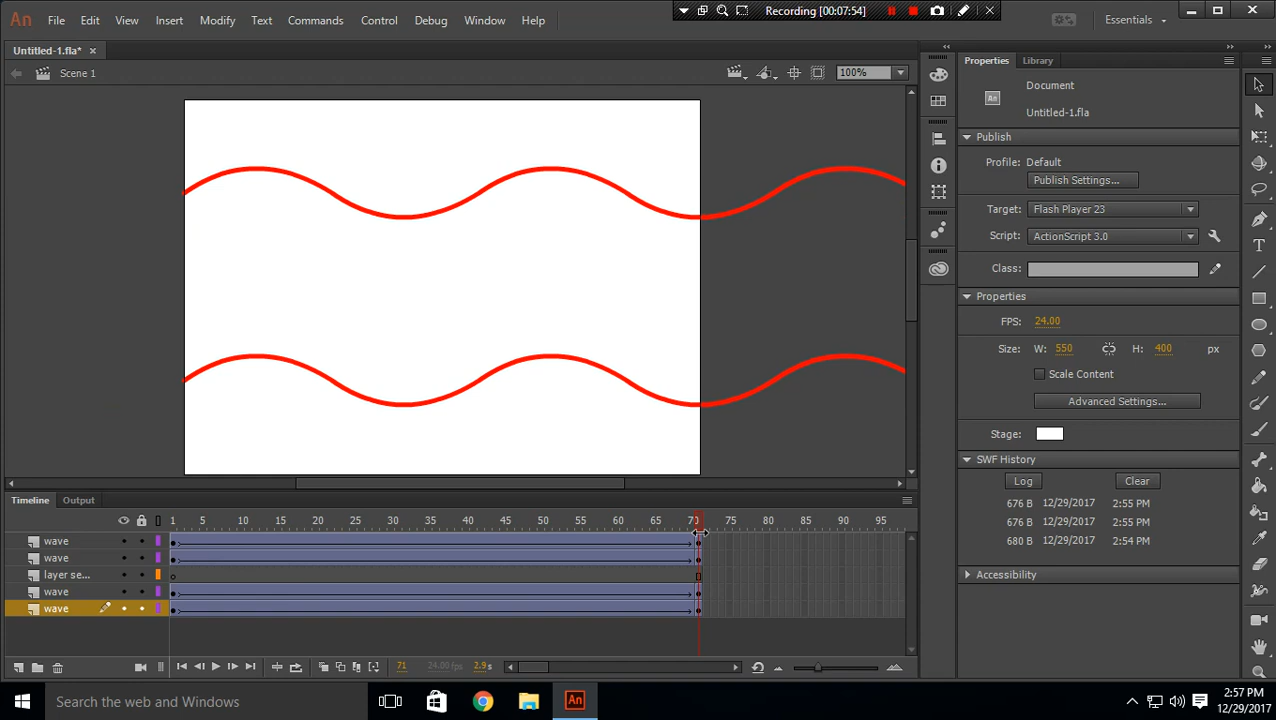 An File Edit View Insert Modify Text Commands Control Debug Window Help
Recording [00:07:54]
Essentials
Untitled-1.fla*
Scene 1
100%
Properties Library
Document
An Untitled-1.fla
Publish
Profile: Default
Publish Settings...
Target: Flash Player 23
Script: ActionScript 3.0
Class:
Properties
FPS: 24.00
Size: W: 550 H: 400 px
Scale Content
Advanced Settings...
Stage:
SWF History
Log Clear
676 B 12/29/2017 2:55 PM
676 B 12/29/2017 2:55 PM
680 B 12/29/2017 2:54 PM
Accessibility
Timeline Output
1 5 10 15 20 25 30 35 40 45 50 55 60 65 70 75 80 85 90 95
wave
wave
layer se...
wave
wave
71 24.00 fps 2.9 s
Search the web and Windows
An
2:57 PM
12/29/2017